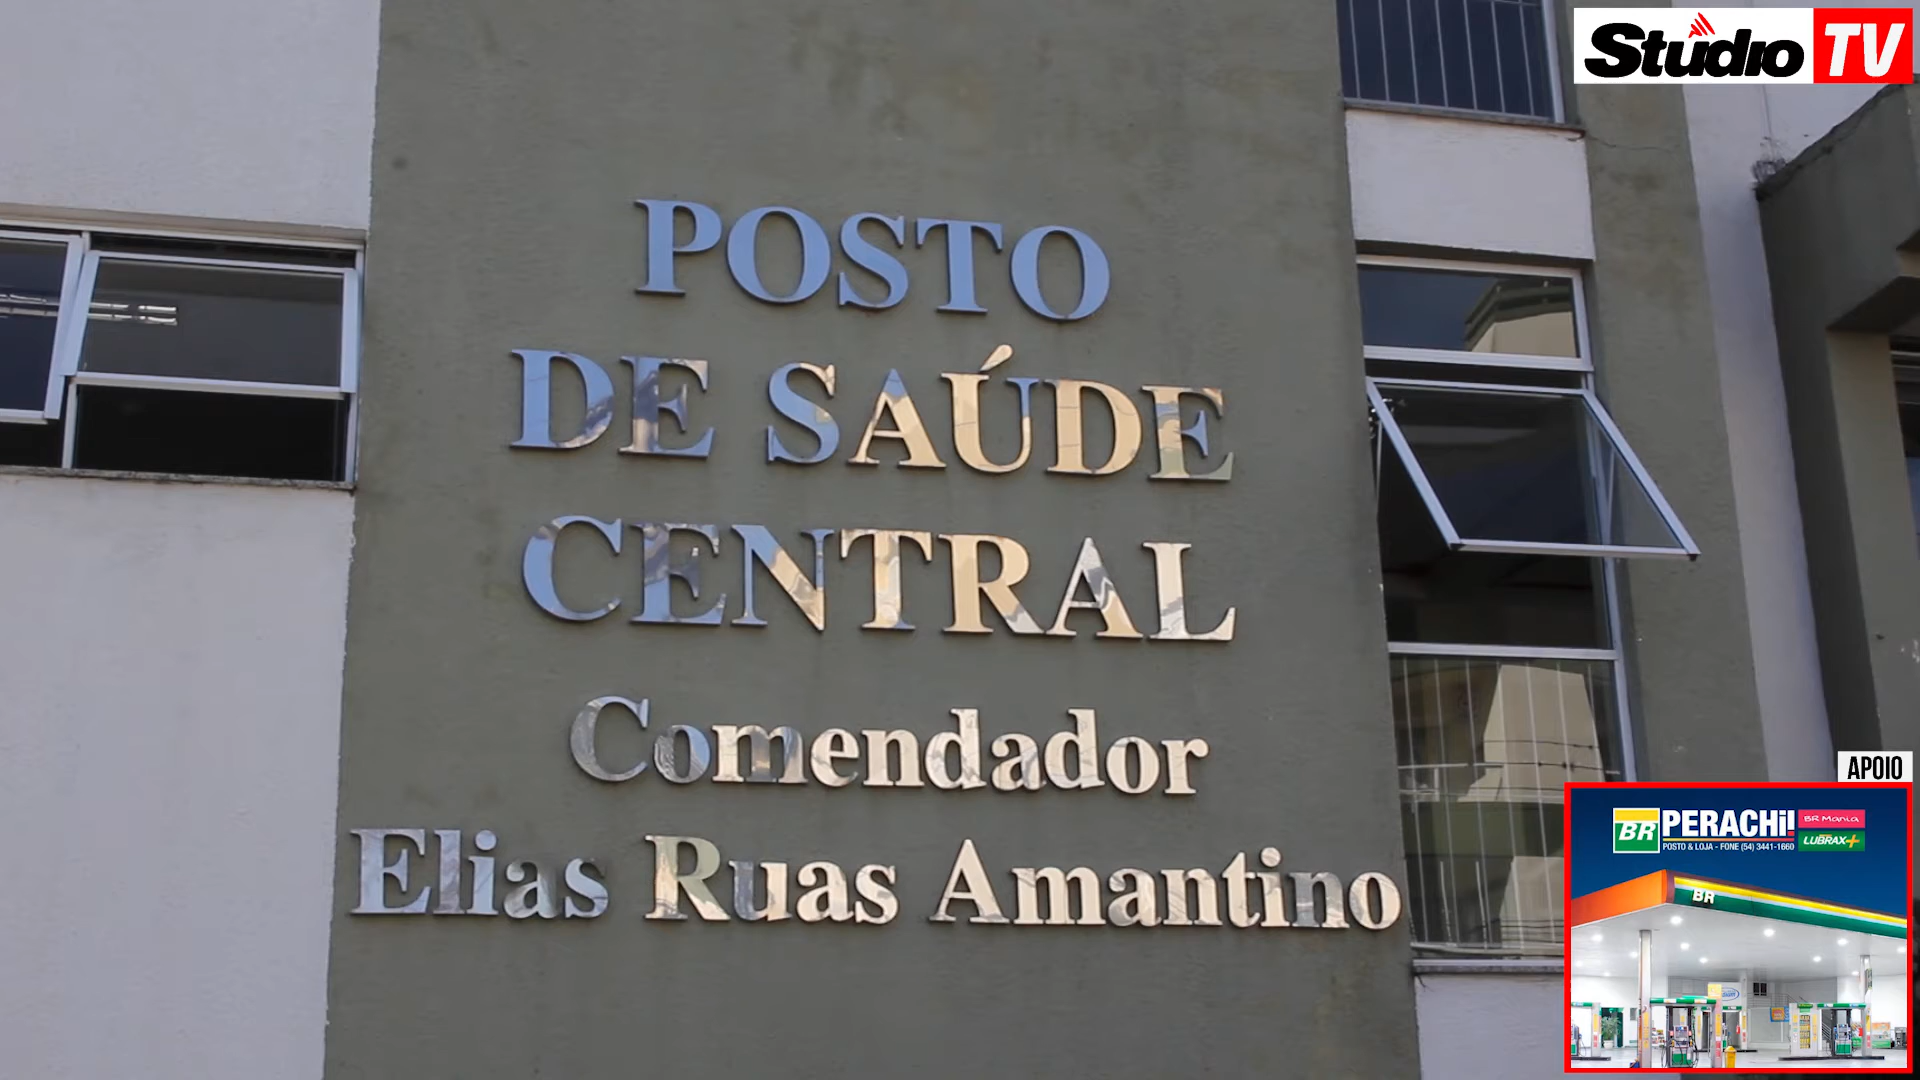 Studio TV
POSTO
DE SAÚDE
CENTRAL
Comendador
Elias Ruas Amantino
APOIO
BR PERACHI! BR Mania
POSTO & LOJA - FONE (54) 3441-1660 LUBRAX+
BR